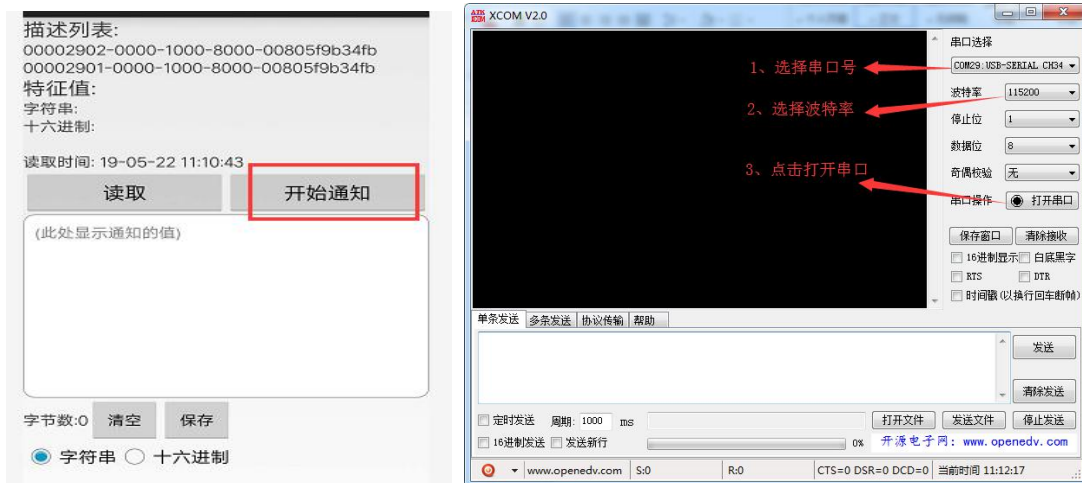 描述列表:
00002902-0000-1000-8000-00805f9b34fb
00002901-0000-1000-8000-00805f9b34fb
特征值:
字符串:
十六进制:
读取时间: 19-05-22 11:10:43
读取 开始通知
(此处显示通知的值)
字节数:0 清空 保存
字符串 十六进制
ATK XCOM XCOM V2.0
1、选择串口号
2、选择波特率
3、点击打开串口
串口选择
COM29:USB-SERIAL CH34
波特率 115200
停止位 1
数据位 8
奇偶校验 无
串口操作 打开串口
保存窗口 清除接收
16进制显示 白底黑字
RTS DTR
时间戳(以换行回车断帧)
单条发送 多条发送 协议传输 帮助
发送
清除发送
定时发送 周期: 1000 ms 打开文件 发送文件 停止发送
16进制发送 发送新行 0% 开源电子网: www.openedv.com
www.openedv.com S:0 R:0 CTS=0 DSR=0 DCD=0 当前时间 11:12:17